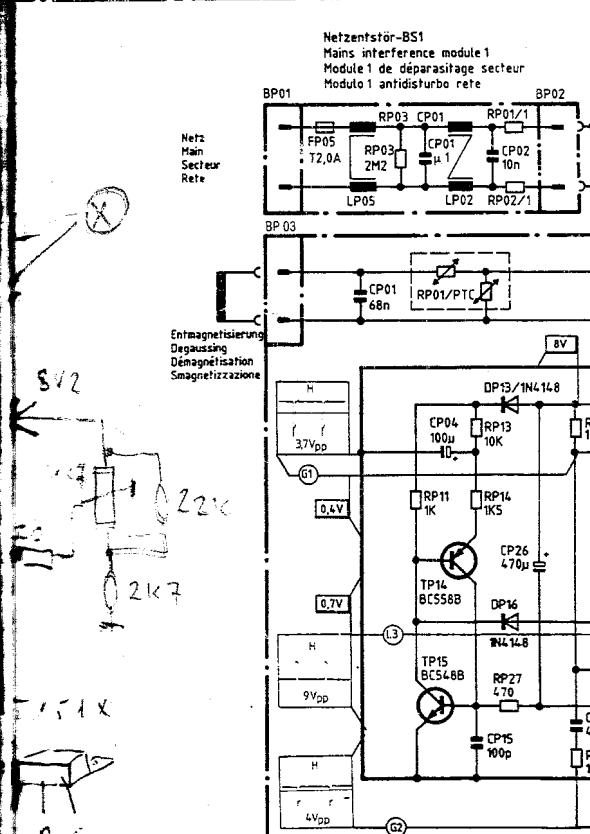 Netzentstör-BS1
Mains interference module 1
Module 1 de déparasitage secteur
Modulo 1 antidisturbo rete
BP01
BP02
RP03
CP01
RP01/1
Netz
Main
Secteur
Rete
FP05
T2,0A
RP03
2M2
CP01
µ1
CP02
10n
LP05
LP02
RP02/1
X
BP 03
CP01
68n
RP01/PTC
Entmagnetisierung
Degaussing
Démagnétisation
Smagnetizzazione
8V
8V2
H
3,7Vpp
DP13/1N4148
CP04
100µ
+
RP13
10K
G1
22K
RP11
1K
RP14
1K5
0,4V
CP26
470µ
+
TP14
BC558B
2K7
0,7V
DP16
1N4148
L3
H
9Vpp
TP15
BC548B
RP27
470
CP15
100p
H
4Vpp
G2